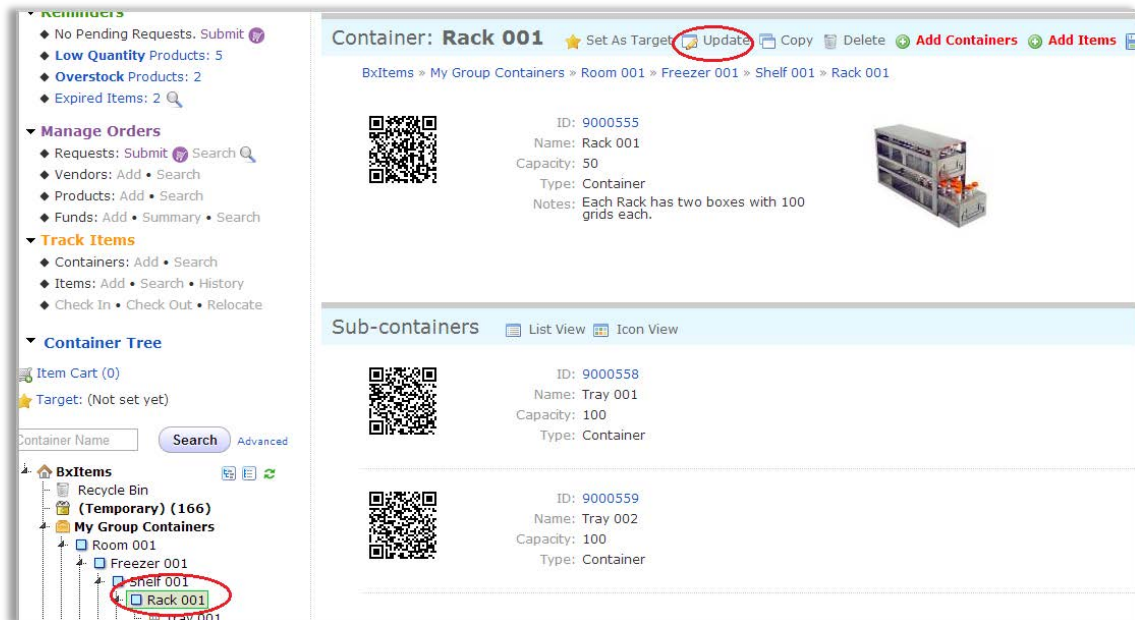 Reminders
◆ No Pending Requests. Submit
◆ Low Quantity Products: 5
◆ Overstock Products: 2
◆ Expired Items: 2
Manage Orders
◆ Requests: Submit Search
◆ Vendors: Add • Search
◆ Products: Add • Search
◆ Funds: Add • Summary • Search
Track Items
◆ Containers: Add • Search
◆ Items: Add • Search • History
◆ Check In • Check Out • Relocate
Container Tree
Item Cart (0)
Target: (Not set yet)
Container Name Search Advanced
BxItems
Recycle Bin
(Temporary) (166)
My Group Containers
Room 001
Freezer 001
Shelf 001
Rack 001
Tray 001
Container: Rack 001 Set As Target Update Copy Delete Add Containers Add Items
BxItems » My Group Containers » Room 001 » Freezer 001 » Shelf 001 » Rack 001
ID: 9000555
Name: Rack 001
Capacity: 50
Type: Container
Notes: Each Rack has two boxes with 100
grids each.
Sub-containers List View Icon View
ID: 9000558
Name: Tray 001
Capacity: 100
Type: Container
ID: 9000559
Name: Tray 002
Capacity: 100
Type: Container